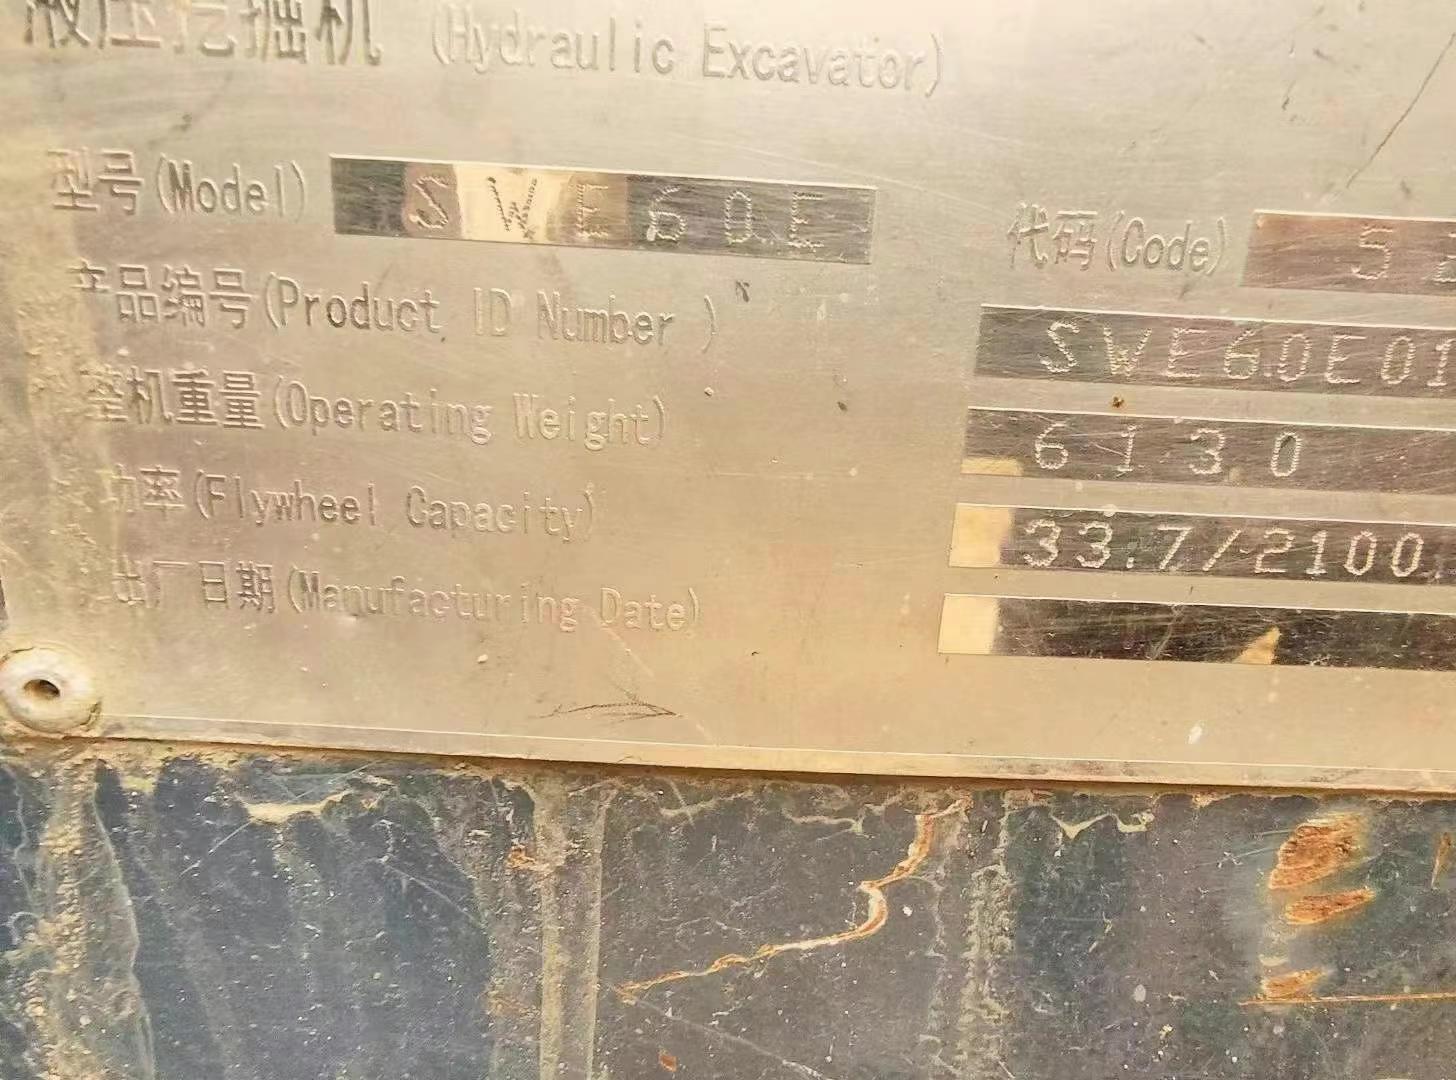 液压挖掘机 (Hydraulic Excavator)
型号(Model) SWE60E 代码(Code) 5
产品编号(Product ID Number ) SWE60E01
整机重量(Operating Weight) 6130
功率(Flywheel Capacity) 33.7/2100
出厂日期(Manufacturing Date)